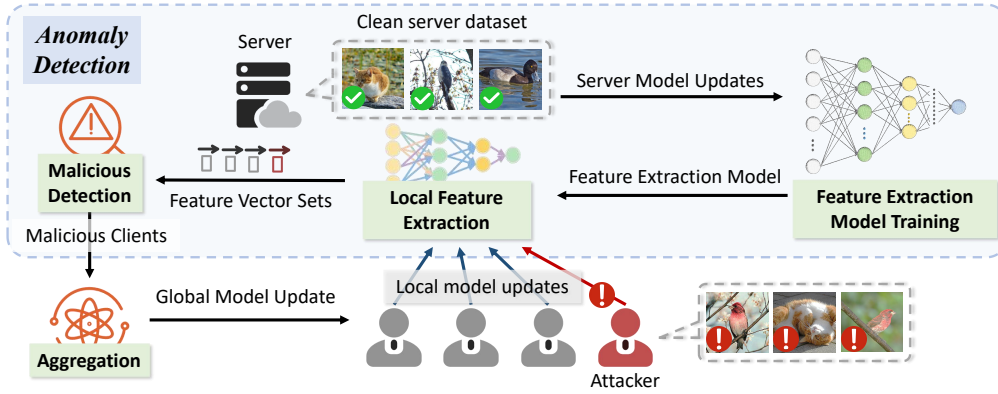 Anomaly
Detection
Server
Clean server dataset
Server Model Updates
Malicious
Detection
Feature Vector Sets
Local Feature
Extraction
Feature Extraction Model
Feature Extraction
Model Training
Malicious Clients
Global Model Update
Local model updates
Aggregation
Attacker